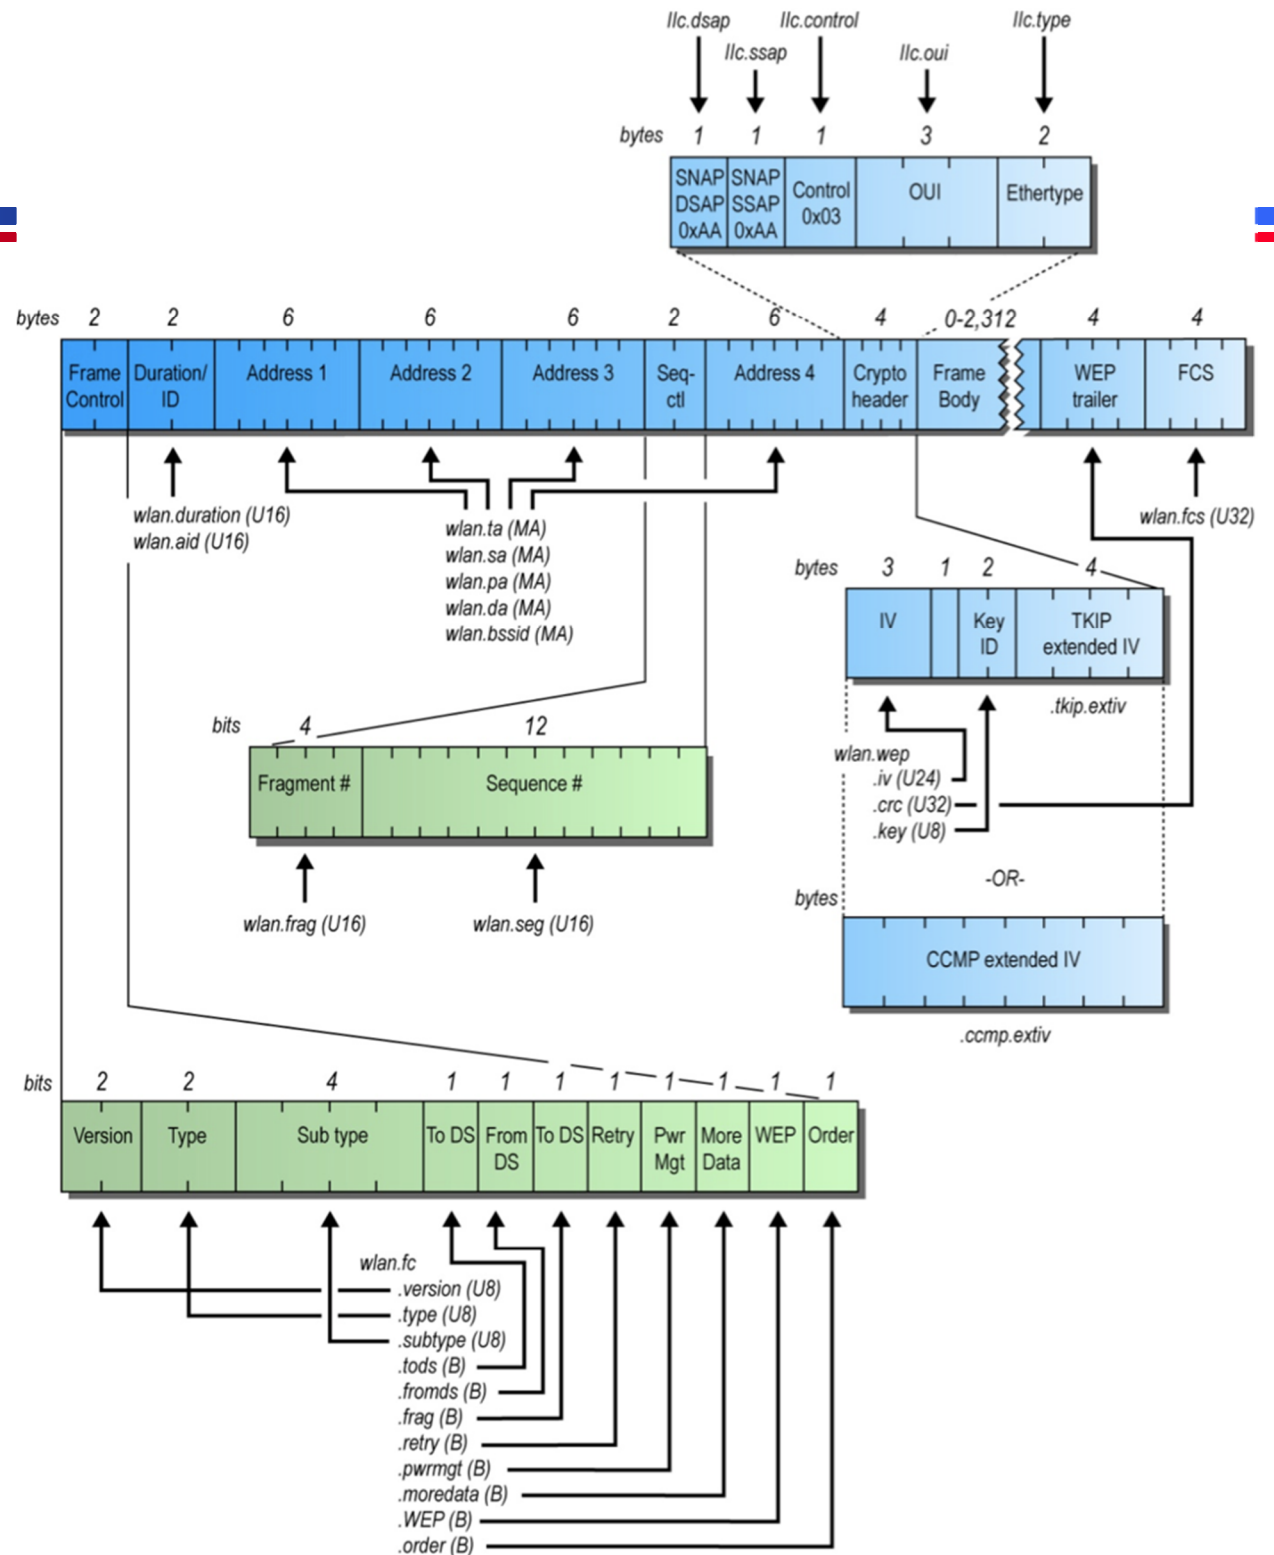 llc.dsap llc.control llc.type
llc.ssap llc.oui
bytes 1 1 1 3 2
SNAP DSAP 0xAA
SNAP SSAP 0xAA
Control 0x03
OUI
Ethertype
bytes 2 2 6 6 6 2 6 4 0-2,312 4 4
Frame Control
Duration/ ID
Address 1
Address 2
Address 3
Seq- ctl
Address 4
Crypto header
Frame Body
WEP trailer
FCS
wlan.duration (U16)
wlan.aid (U16)
wlan.ta (MA)
wlan.sa (MA)
wlan.pa (MA)
wlan.da (MA)
wlan.bssid (MA)
wlan.fcs (U32)
bytes 3 1 2 4
IV
Key ID
TKIP extended IV
.tkip.extiv
wlan.wep
.iv (U24)
.crc (U32)
.key (U8)
-OR-
bytes
CCMP extended IV
.ccmp.extiv
bits 4 12
Fragment #
Sequence #
wlan.frag (U16)
wlan.seg (U16)
bits 2 2 4 1 1 1 1 1 1 1 1
Version
Type
Sub type
To DS
From DS
To DS
Retry
Pwr Mgt
More Data
WEP
Order
wlan.fc
.version (U8)
.type (U8)
.subtype (U8)
.tods (B)
.fromds (B)
.frag (B)
.retry (B)
.pwrmgt (B)
.moredata (B)
.WEP (B)
.order (B)